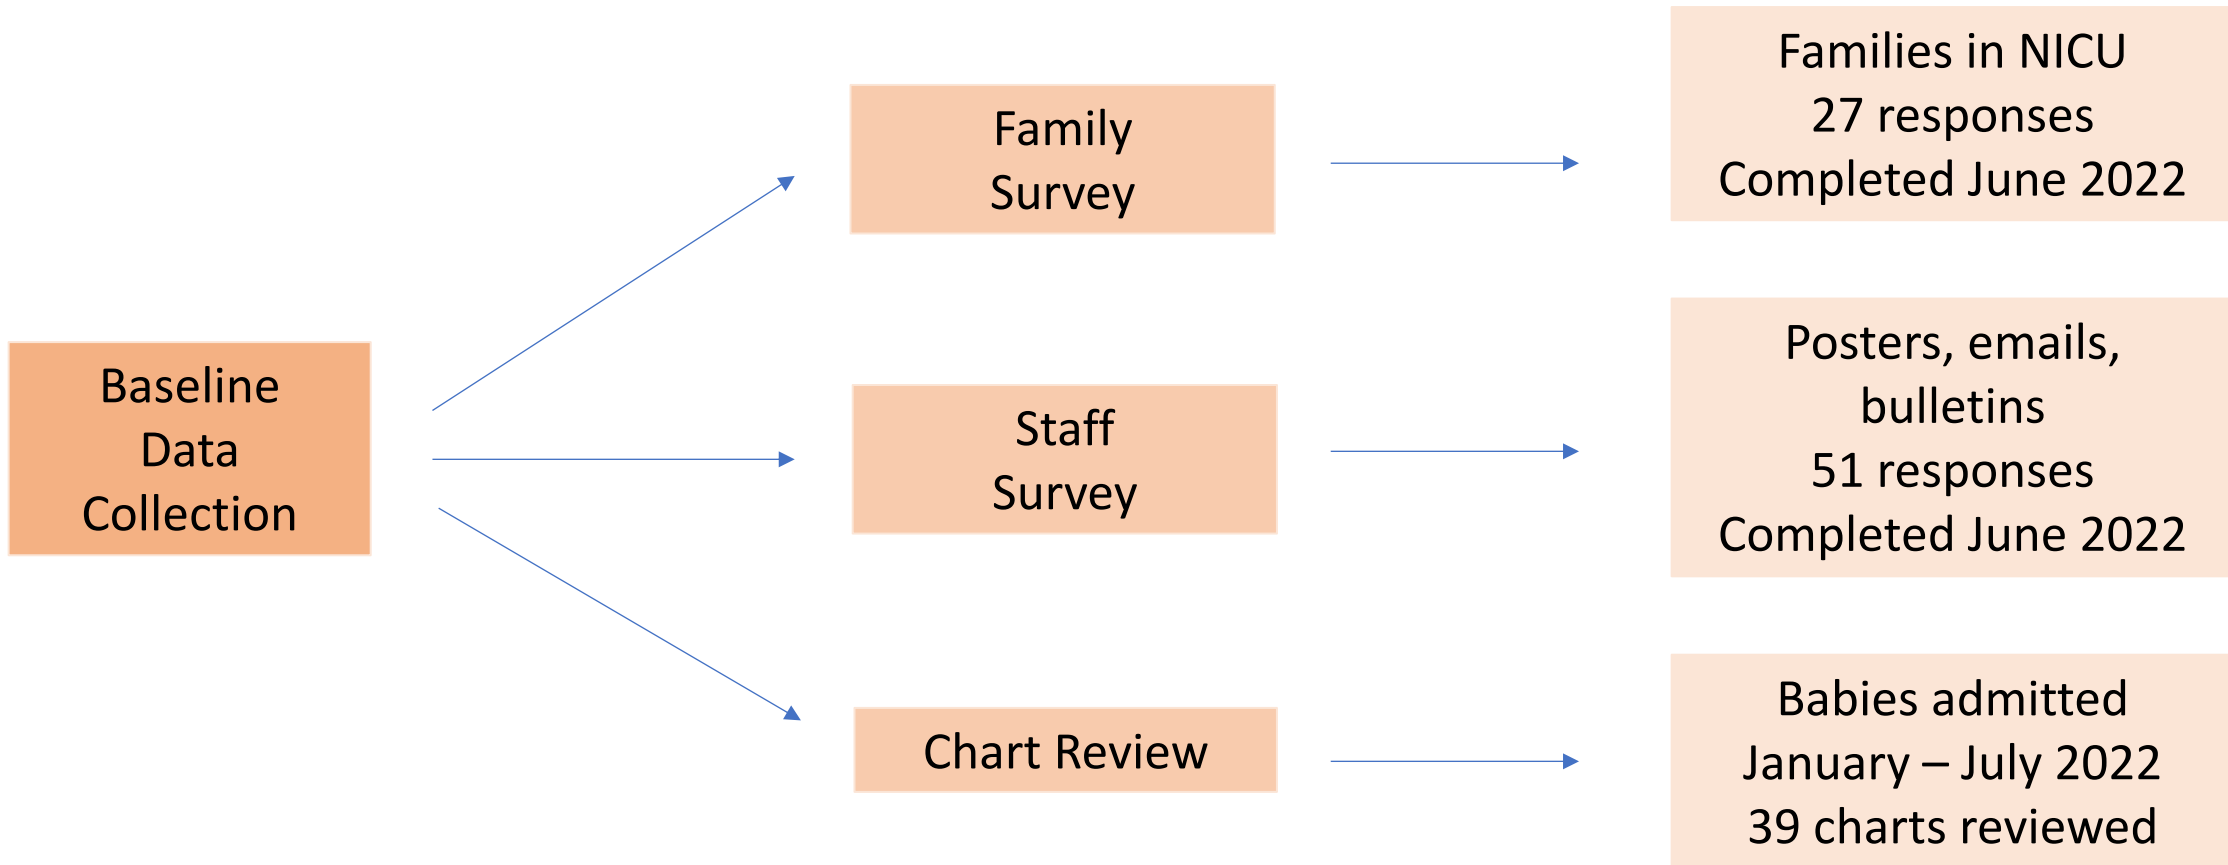 Baseline
Data
Collection
Family
Survey
Families in NICU
27 responses
Completed June 2022
Staff
Survey
Posters, emails,
bulletins
51 responses
Completed June 2022
Chart Review
Babies admitted
January – July 2022
39 charts reviewed